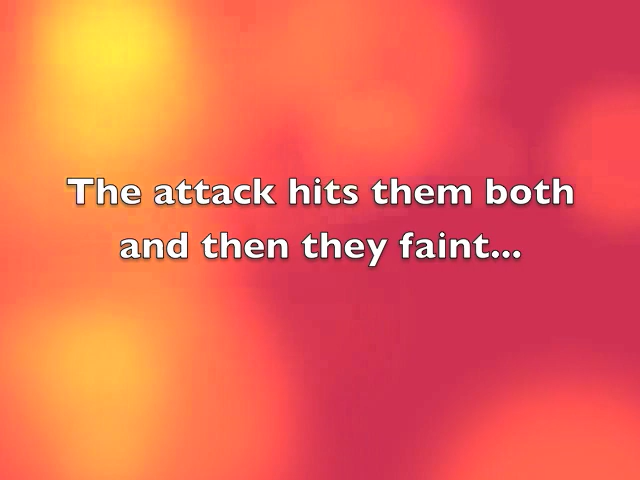 The attack hits them both
and then they faint...